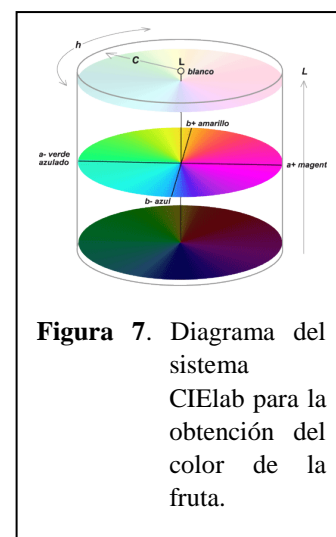 h
C
L
blanco
L
b+ amarillo
a- verde
azulado
a+ magent
b- azul
Figura 7. Diagrama del
sistema
CIElab para la
obtención del
color de la
fruta.